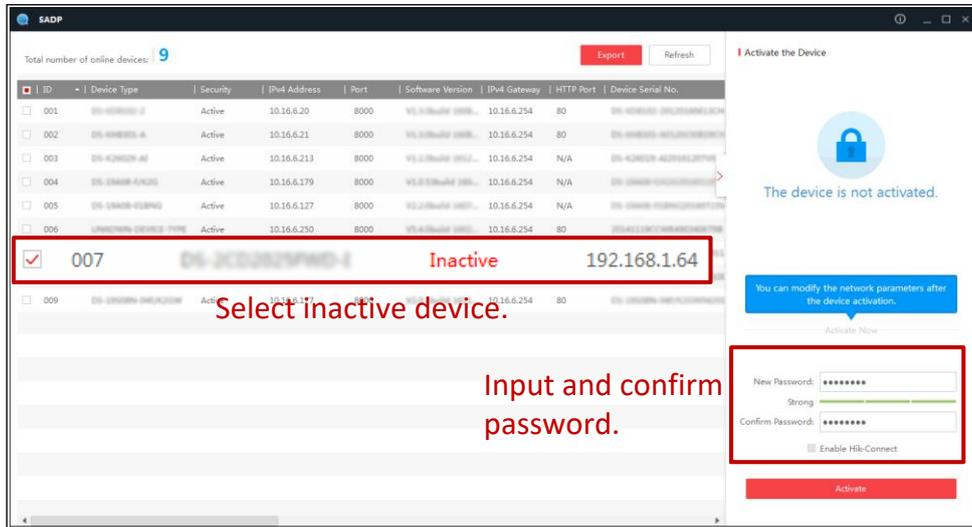 SADP
Total number of online devices: 9
Export
Refresh
ID | Device Type | Security | IPv4 Address | Port | Software Version | IPv4 Gateway | HTTP Port | Device Serial No.
001 Active 10.16.6.20 8000 10.16.6.254 80
002 Active 10.16.6.21 8000 10.16.6.254 80
003 Active 10.16.6.213 8000 10.16.6.254 N/A
004 Active 10.16.6.179 8000 10.16.6.254 N/A
005 Active 10.16.6.127 8000 10.16.6.254 N/A
006 Active 10.16.6.250 8000 10.16.6.254 80
007 Inactive 192.168.1.64
009 10.16.6.254 80
Select inactive device.
Input and confirm
password.
Activate the Device
The device is not activated.
You can modify the network parameters after
the device activation.
Activate Now
New Password:
Strong
Confirm Password:
Enable Hik-Connect
Activate